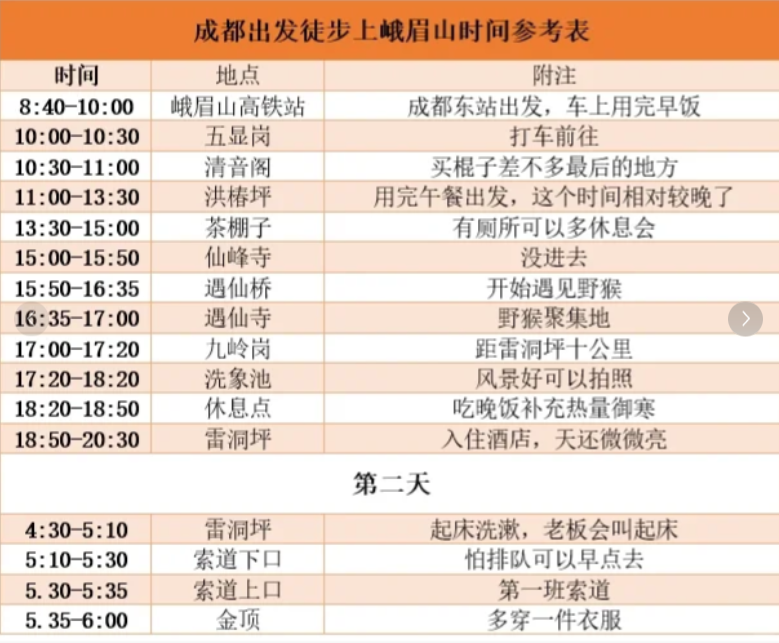 成都出发徒步上峨眉山时间参考表
时间 地点 附注
8:40-10:00 峨眉山高铁站 成都东站出发，车上用完早饭
10:00-10:30 五显岗 打车前往
10:30-11:00 清音阁 买棍子差不多最后的地方
11:00-13:30 洪椿坪 用完午餐出发，这个时间相对较晚了
13:30-15:00 茶棚子 有厕所可以多休息会
15:00-15:50 仙峰寺 没进去
15:50-16:35 遇仙桥 开始遇见野猴
16:35-17:00 遇仙寺 野猴聚集地
17:00-17:20 九岭岗 距雷洞坪十公里
17:20-18:20 洗象池 风景好可以拍照
18:20-18:50 休息点 吃晚饭补充热量御寒
18:50-20:30 雷洞坪 入住酒店，天还微微亮
第二天
4:30-5:10 雷洞坪 起床洗漱，老板会叫起床
5:10-5:30 索道下口 怕排队可以早点去
5.30-5:35 索道上口 第一班索道
5.35-6:00 金顶 多穿一件衣服